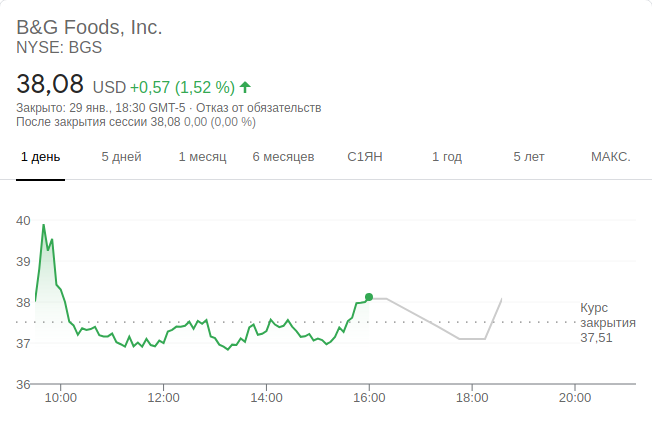 B&G Foods, Inc.
NYSE: BGS
38,08 USD +0,57 (1,52 %)
Закрыто: 29 янв., 18:30 GMT-5 · Отказ от обязательств
После закрытия сессии 38,08 0,00 (0,00 %)
1 день 5 дней 1 месяц 6 месяцев С1ЯН 1 год 5 лет МАКС.
40
39
38
Курс
закрытия
37,51
37
36
10:00 12:00 14:00 16:00 18:00 20:00